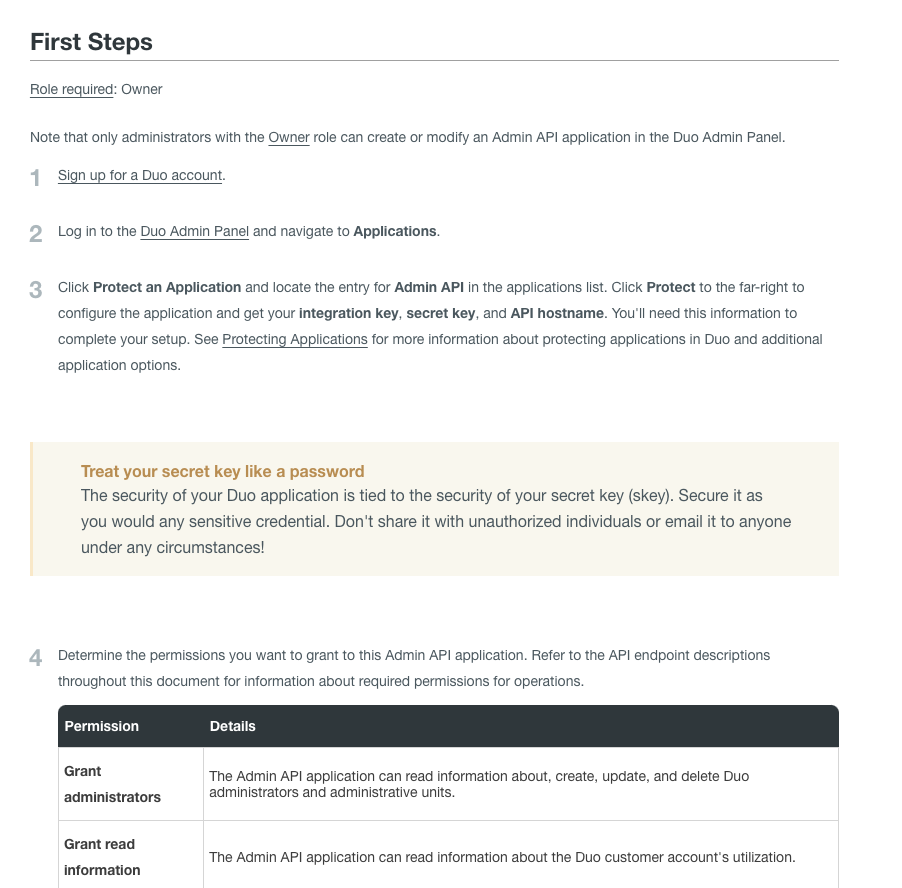 First Steps
Role required: Owner
Note that only administrators with the Owner role can create or modify an Admin API application in the Duo Admin Panel.
1 Sign up for a Duo account.
2 Log in to the Duo Admin Panel and navigate to Applications.
3 Click Protect an Application and locate the entry for Admin API in the applications list. Click Protect to the far-right to
configure the application and get your integration key, secret key, and API hostname. You'll need this information to
complete your setup. See Protecting Applications for more information about protecting applications in Duo and additional
application options.
Treat your secret key like a password
The security of your Duo application is tied to the security of your secret key (skey). Secure it as
you would any sensitive credential. Don't share it with unauthorized individuals or email it to anyone
under any circumstances!
4 Determine the permissions you want to grant to this Admin API application. Refer to the API endpoint descriptions
throughout this document for information about required permissions for operations.
Permission Details
Grant
administrators
The Admin API application can read information about, create, update, and delete Duo
administrators and administrative units.
Grant read
information
The Admin API application can read information about the Duo customer account's utilization.